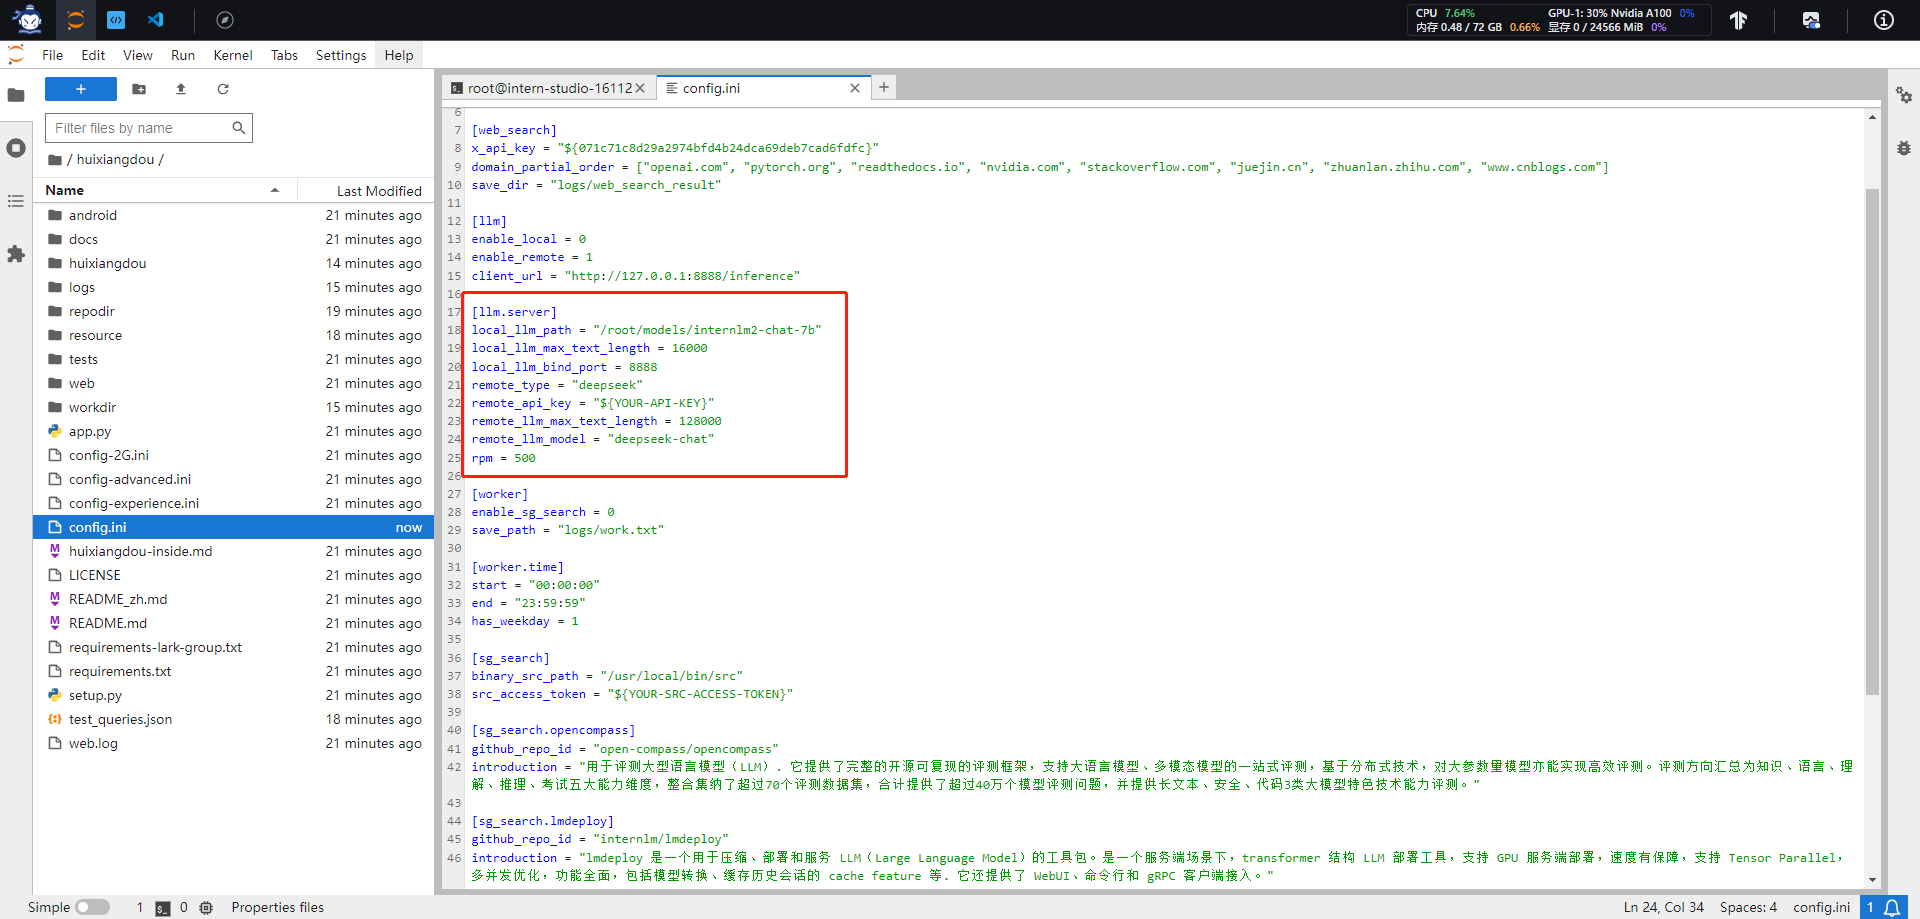 CPU 7.64% GPU-1: 30% Nvidia A100 0%
内存 0.48 / 72 GB 0.66% 显存 0 / 24566 MiB 0%
File Edit View Run Kernel Tabs Settings Help
+
root@intern-studio-16112
config.ini
Filter files by name
/ huixiangdou /
Name Last Modified
android 21 minutes ago
docs 21 minutes ago
huixiangdou 14 minutes ago
logs 15 minutes ago
repodir 19 minutes ago
resource 18 minutes ago
tests 21 minutes ago
web 21 minutes ago
workdir 15 minutes ago
app.py 21 minutes ago
config-2G.ini 21 minutes ago
config-advanced.ini 21 minutes ago
config-experience.ini 21 minutes ago
config.ini now
huixiangdou-inside.md 21 minutes ago
LICENSE 21 minutes ago
README_zh.md 21 minutes ago
README.md 21 minutes ago
requirements-lark-group.txt 21 minutes ago
requirements.txt 21 minutes ago
setup.py 21 minutes ago
test_queries.json 18 minutes ago
web.log 21 minutes ago
6
7 [web_search]
8 x_api_key = "${071c71c8d29a2974bfd4b24dca69deb7cad6fdfc}"
9 domain_partial_order = ["openai.com", "pytorch.org", "readthedocs.io", "nvidia.com", "stackoverflow.com", "juejin.cn", "zhuanlan.zhihu.com", "www.cnblogs.com"]
10 save_dir = "logs/web_search_result"
11
12 [llm]
13 enable_local = 0
14 enable_remote = 1
15 client_url = "http://127.0.0.1:8888/inference"
16
17 [llm.server]
18 local_llm_path = "/root/models/internlm2-chat-7b"
19 local_llm_max_text_length = 16000
20 local_llm_bind_port = 8888
21 remote_type = "deepseek"
22 remote_api_key = "${YOUR-API-KEY}"
23 remote_llm_max_text_length = 128000
24 remote_llm_model = "deepseek-chat"
25 rpm = 500
26
27 [worker]
28 enable_sg_search = 0
29 save_path = "logs/work.txt"
30
31 [worker.time]
32 start = "00:00:00"
33 end = "23:59:59"
34 has_weekday = 1
35
36 [sg_search]
37 binary_src_path = "/usr/local/bin/src"
38 src_access_token = "${YOUR-SRC-ACCESS-TOKEN}"
39
40 [sg_search.opencompass]
41 github_repo_id = "open-compass/opencompass"
42 introduction = "用于评测大型语言模型（LLM）. 它提供了完整的开源可复现的评测框架，支持大语言模型、多模态模型的一站式评测，基于分布式技术，对大参数量模型亦能实现高效评测。评测方向汇总为知识、语言、理
解、推理、考试五大能力维度，整合集纳了超过70个评测数据集，合计提供了超过40万个模型评测问题，并提供长文本、安全、代码3类大模型特色技术能力评测。"
43
44 [sg_search.lmdeploy]
45 github_repo_id = "internlm/lmdeploy"
46 introduction = "lmdeploy 是一个用于压缩、部署和服务 LLM（Large Language Model）的工具包。是一个服务端场景下，transformer 结构 LLM 部署工具，支持 GPU 服务端部署，速度有保障，支持 Tensor Parallel，
多并发优化，功能全面，包括模型转换、缓存历史会话的 cache feature 等. 它还提供了 WebUI、命令行和 gRPC 客户端接入。"
Simple 1 0 Properties files Ln 24, Col 34 Spaces: 4 config.ini 1